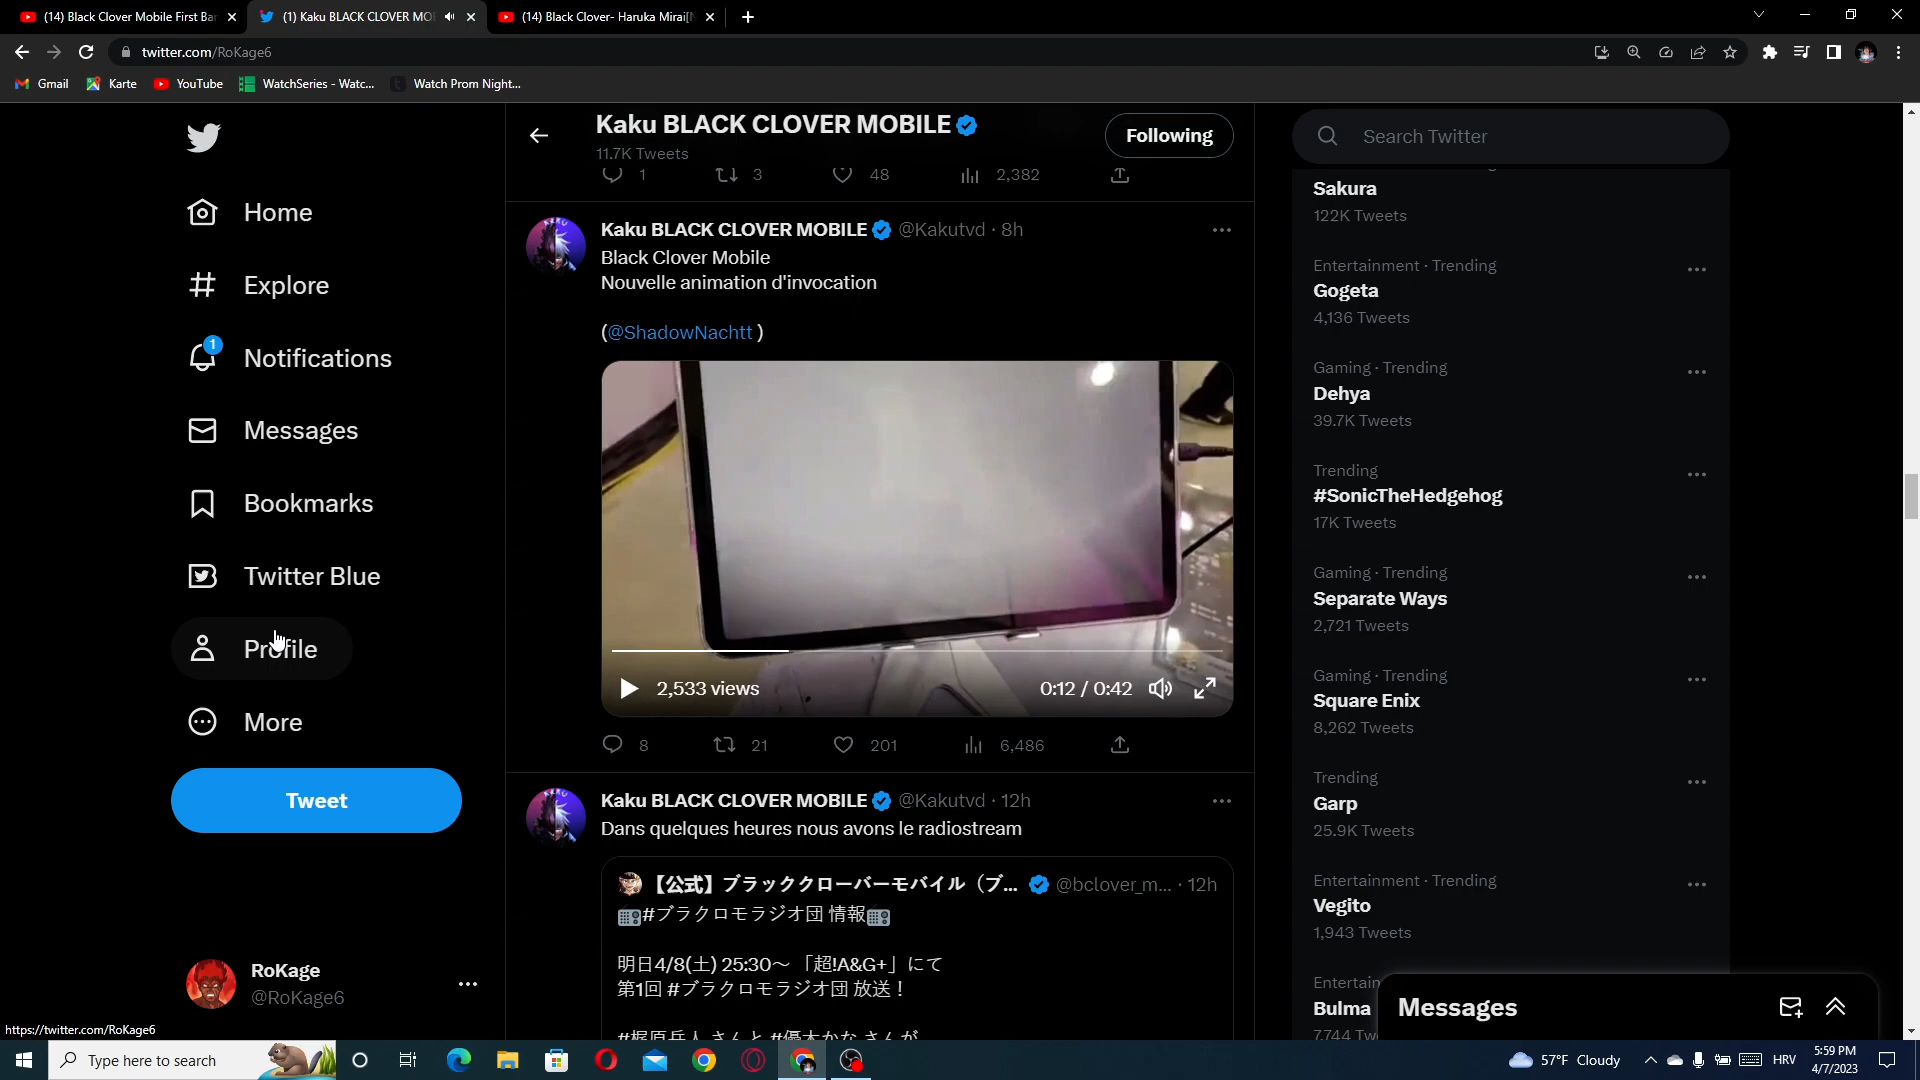 (14) Black Clover Mobile First Bar
(1) Kaku BLACK CLOVER MO
(14) Black Clover- Haruka Mirai[
twitter.com/RoKage6
Gmail
Karte
YouTube
WatchSeries - Watc...
Watch Prom Night...
Home
Explore
1
Notifications
Messages
Bookmarks
Twitter Blue
Profile
More
Tweet
RoKage
@RoKage6
https://twitter.com/RoKage6
Kaku BLACK CLOVER MOBILE
11.7K Tweets
Following
1 3 48 2,382
Kaku BLACK CLOVER MOBILE @Kakutvd · 8h
Black Clover Mobile
Nouvelle animation d'invocation
(@ShadowNachtt )
2,533 views
0:12 / 0:42
8 21 201 6,486
Kaku BLACK CLOVER MOBILE @Kakutvd · 12h
Dans quelques heures nous avons le radiostream
【公式】ブラッククローバーモバイル（ブ... @bclover_m... · 12h
📻#ブラクロモラジオ団 情報📻
明日4/8(土) 25:30～「超!A&G+」にて
第1回 #ブラクロモラジオ団 放送！
Search Twitter
Sakura
122K Tweets
Entertainment · Trending
Gogeta
4,136 Tweets
Gaming · Trending
Dehya
39.7K Tweets
Trending
#SonicTheHedgehog
17K Tweets
Gaming · Trending
Separate Ways
2,721 Tweets
Gaming · Trending
Square Enix
8,262 Tweets
Trending
Garp
25.9K Tweets
Entertainment · Trending
Vegito
1,943 Tweets
Entertain
Bulma
7,744 Tw
Messages
Type here to search
57°F Cloudy
HRV
5:59 PM
4/7/2023